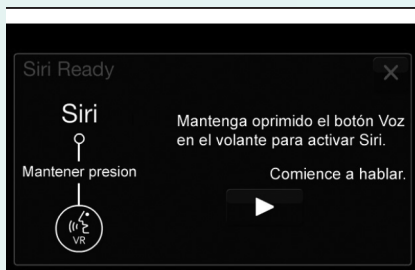 Siri Ready
Siri
Mantener presion
VR
Mantenga oprimido el botón Voz
en el volante para activar Siri.
Comience a hablar.